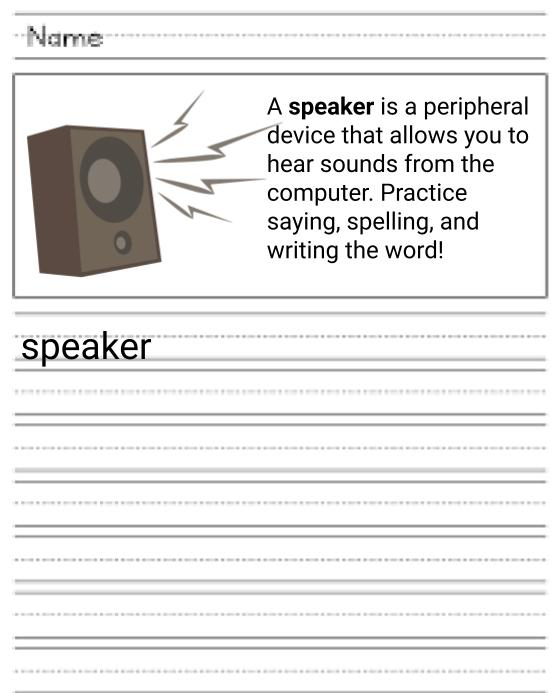 Name
A speaker is a peripheral
device that allows you to
hear sounds from the
computer. Practice
saying, spelling, and
writing the word!
speaker